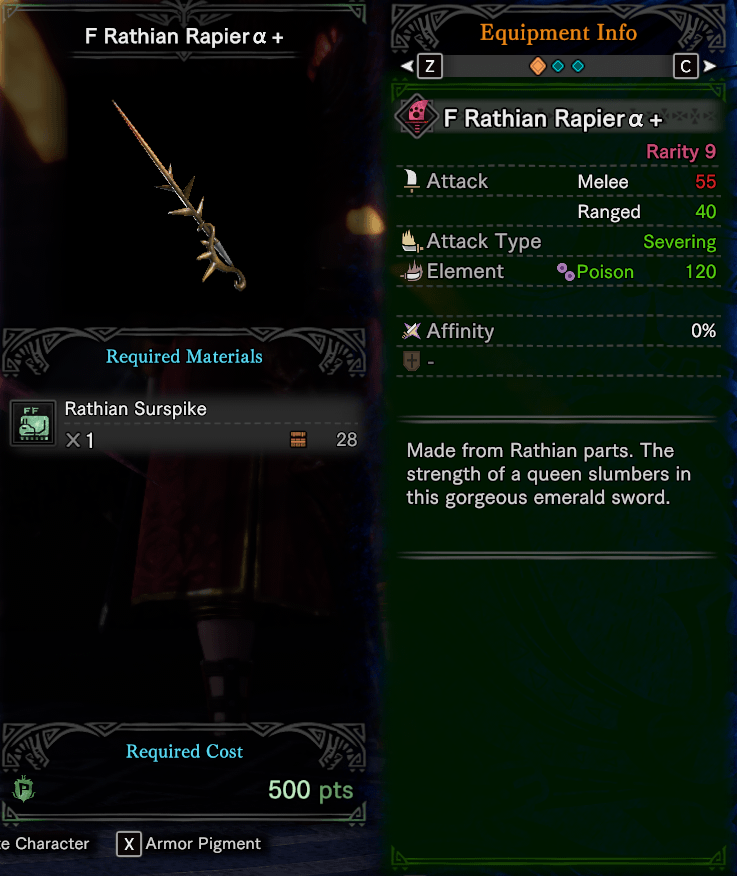 F Rathian Rapier α +
Required Materials
FF
Rathian Surspike
× 1 28
Required Cost
P 500 pts
te Character X Armor Pigment
Equipment Info
Z C
F Rathian Rapier α +
Rarity 9
Attack Melee 55
Ranged 40
Attack Type Severing
Element Poison 120
Affinity 0%
-
Made from Rathian parts. The
strength of a queen slumbers in
this gorgeous emerald sword.